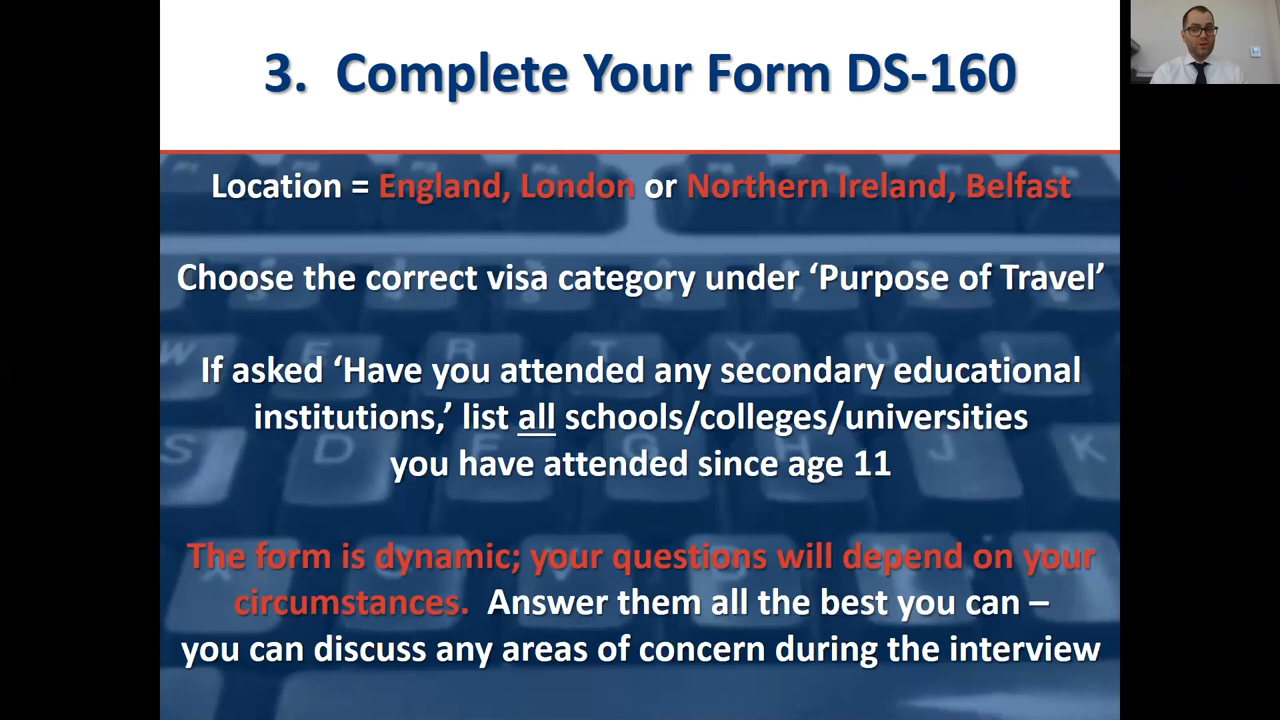 3. Complete Your Form DS-160
Location = England, London or Northern Ireland, Belfast
Choose the correct visa category under ‘Purpose of Travel’
If asked ‘Have you attended any secondary educational
institutions,’ list all schools/colleges/universities
you have attended since age 11
The form is dynamic; your questions will depend on your
circumstances. Answer them all the best you can –
you can discuss any areas of concern during the interview